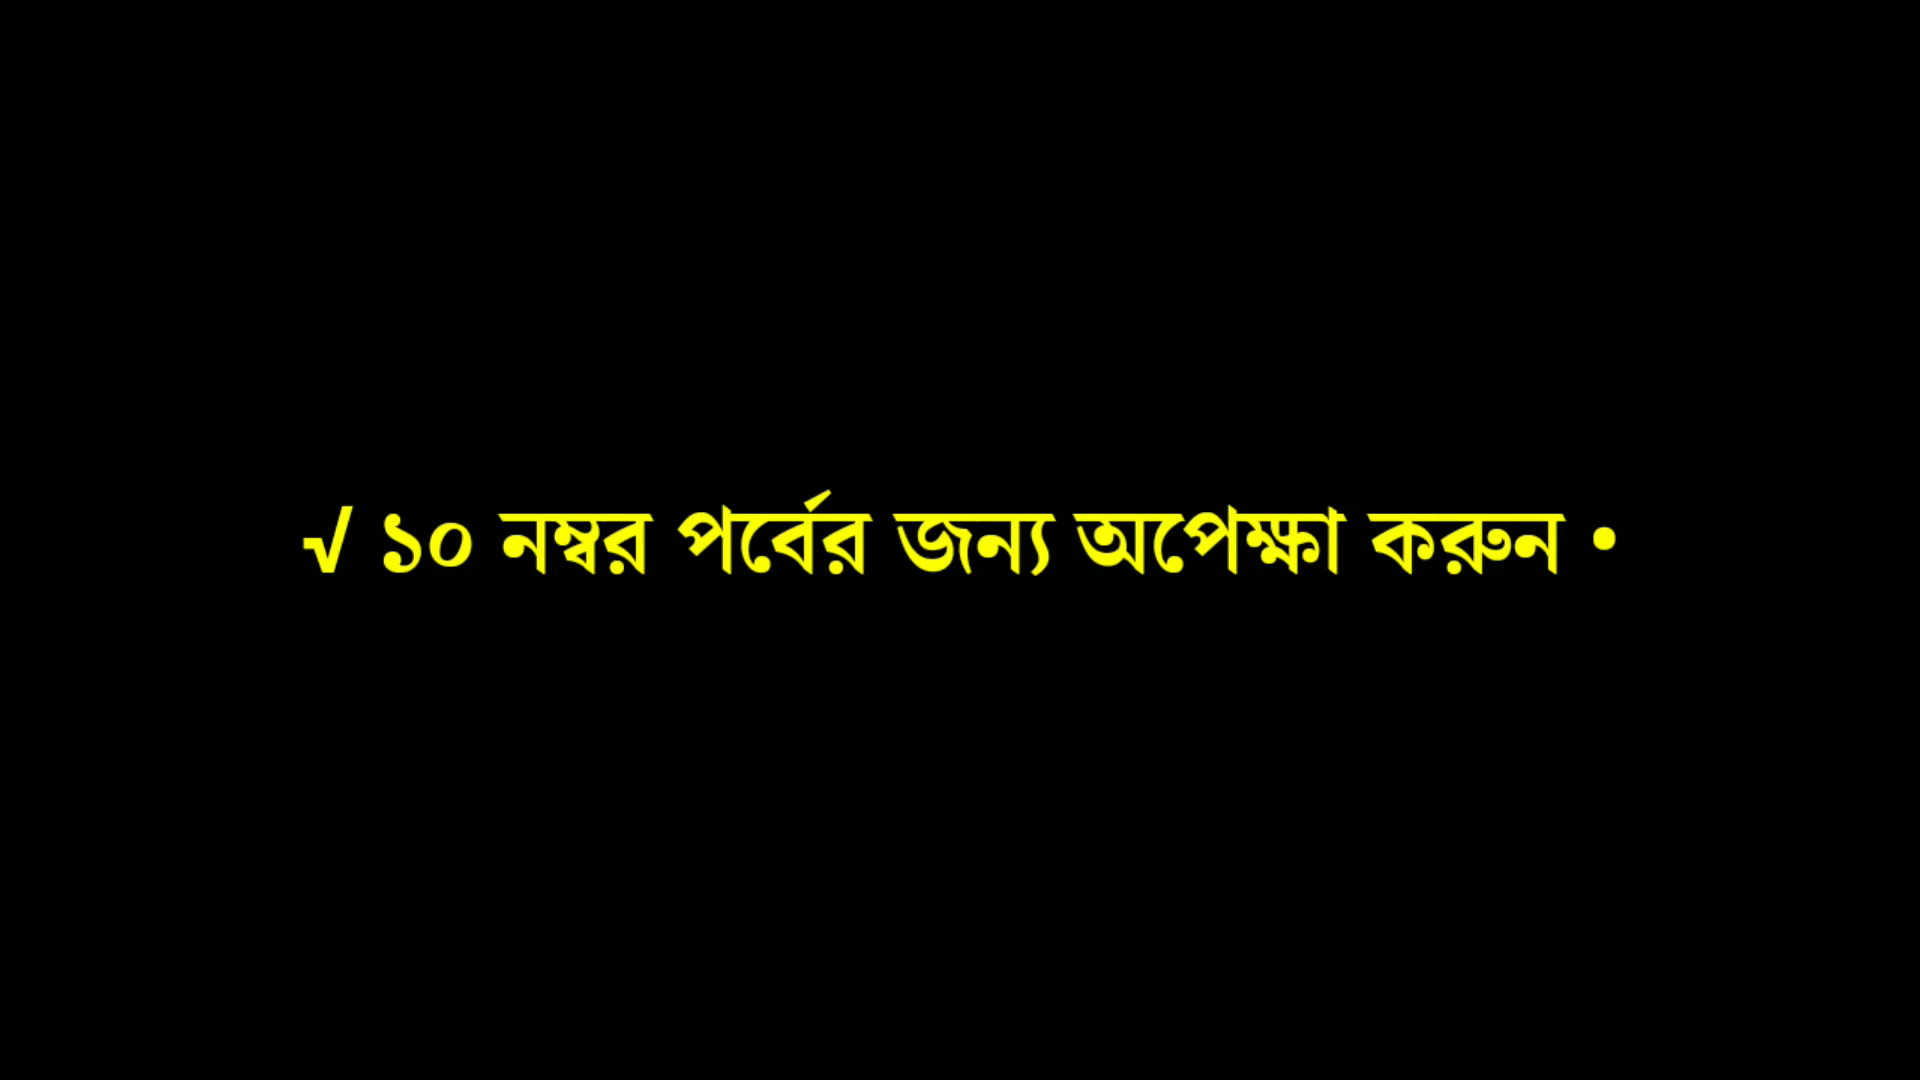 √ ১০ নম্বর পর্বের জন্য অপেক্ষা করুন •